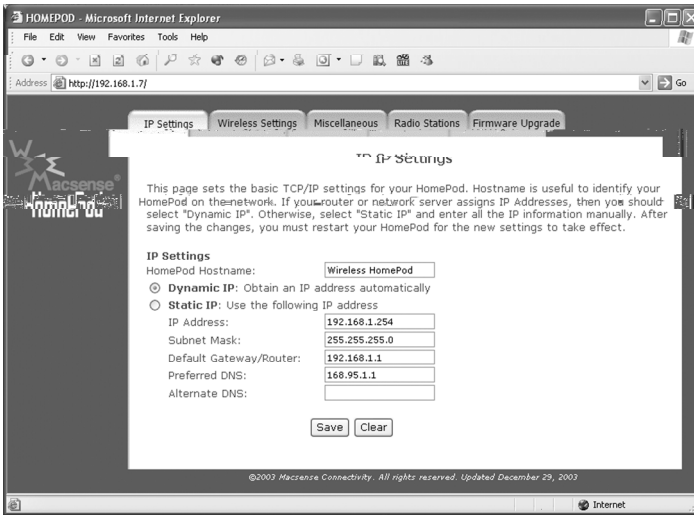 HOMEPOD - Microsoft Internet Explorer
File Edit View Favorites Tools Help
Address http://192.168.1.7/ Go
IP Settings Wireless Settings Miscellaneous Radio Stations Firmware Upgrade
Macsense®
HomePod
IP Settings
This page sets the basic TCP/IP settings for your HomePod. Hostname is useful to identify your
HomePod on the network. If your router or network server assigns IP Addresses, then you should
select "Dynamic IP". Otherwise, select "Static IP" and enter all the IP information manually. After
saving the changes, you must restart your HomePod for the new settings to take effect.
IP Settings
HomePod Hostname: Wireless HomePod
Dynamic IP: Obtain an IP address automatically
Static IP: Use the following IP address
IP Address: 192.168.1.254
Subnet Mask: 255.255.255.0
Default Gateway/Router: 192.168.1.1
Preferred DNS: 168.95.1.1
Alternate DNS:
Save Clear
©2003 Macsense Connectivity. All rights reserved. Updated December 29, 2003
Internet